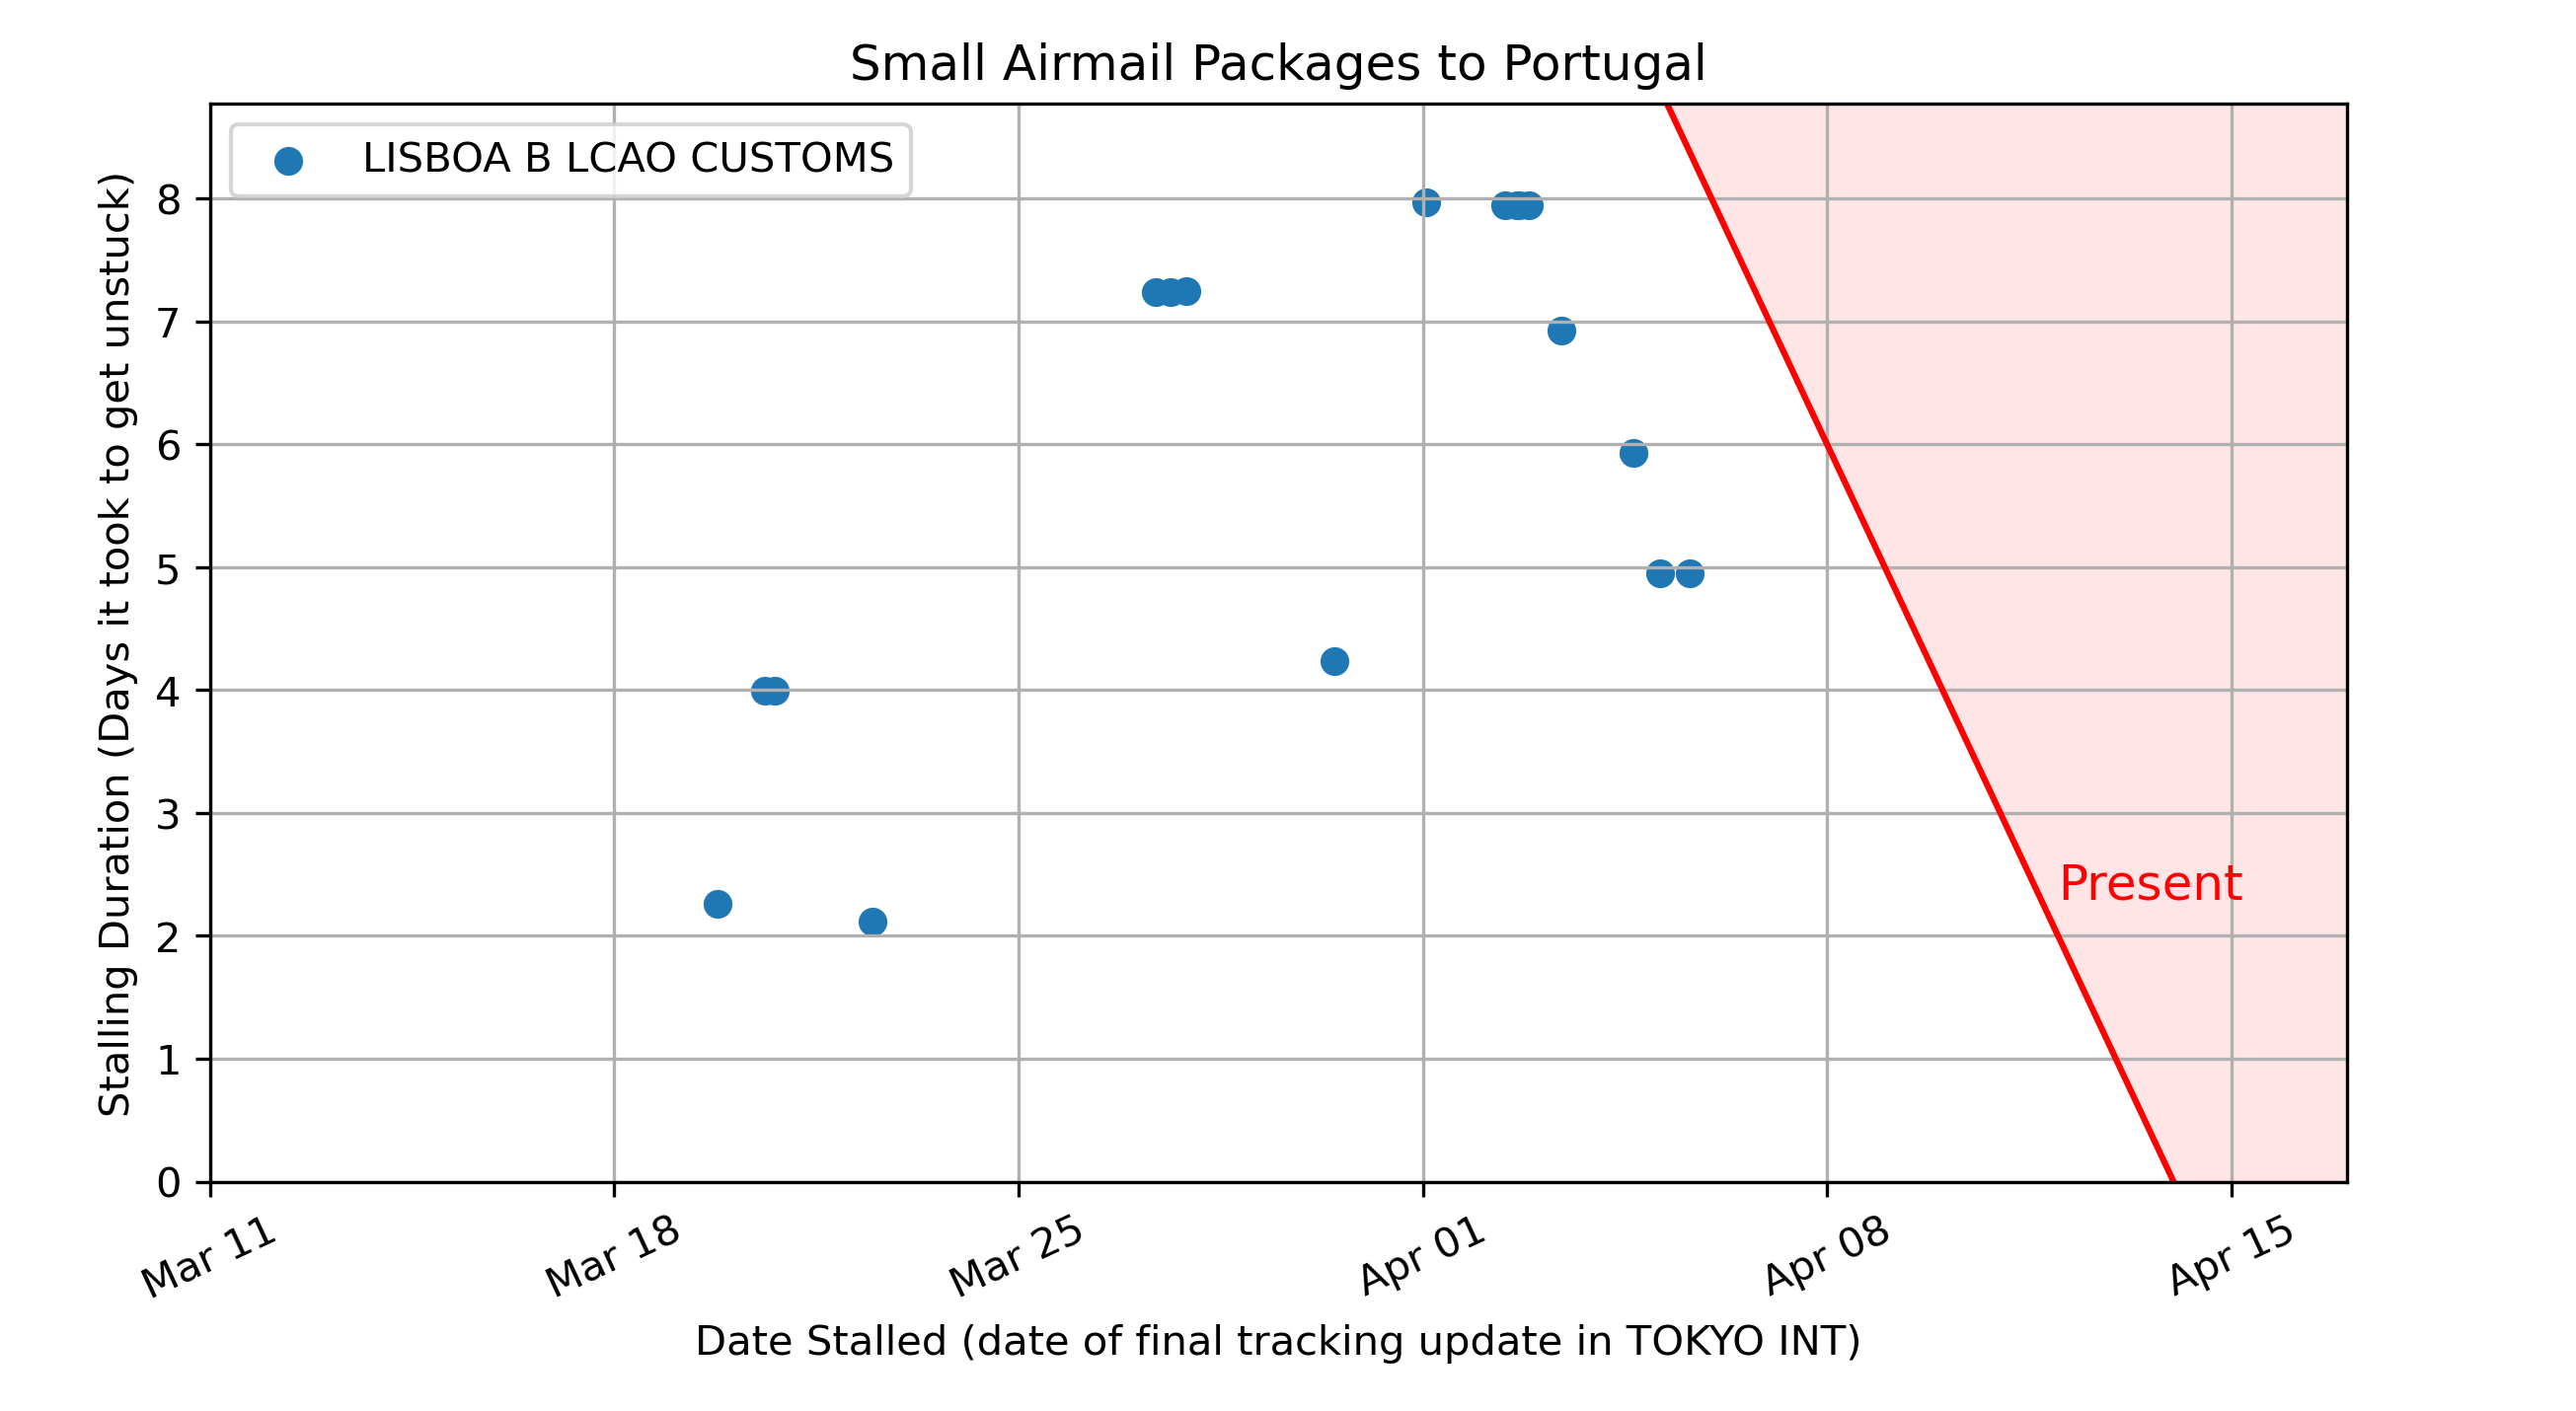 Small Airmail Packages to Portugal
LISBOA B LCAO CUSTOMS
Stalling Duration (Days it took to get unstuck)
8
7
6
5
4
3
2
1
0
Present
Mar 11
Mar 18
Mar 25
Apr 01
Apr 08
Apr 15
Date Stalled (date of final tracking update in TOKYO INT)